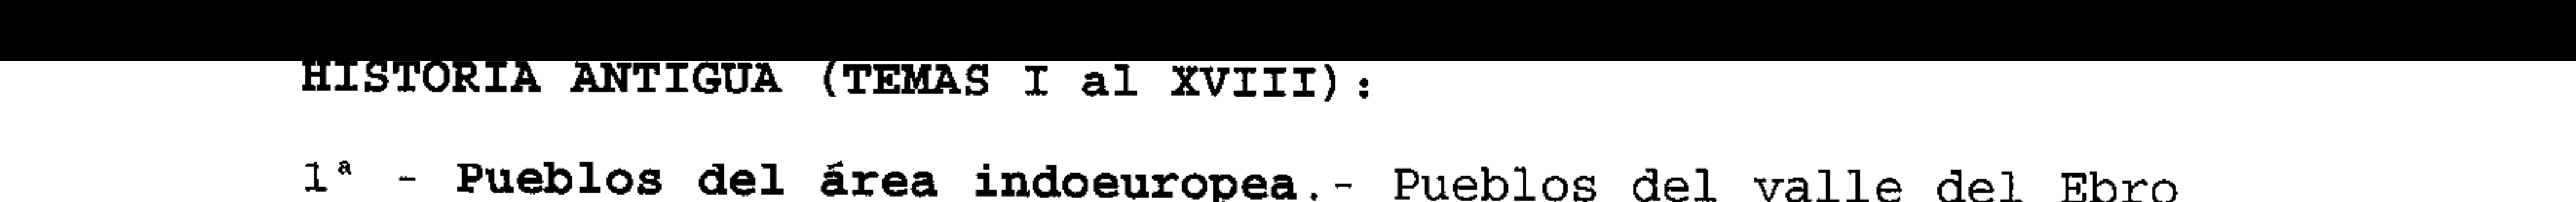 HISTORIA ANTIGUA (TEMAS I al XVIII):
1ª - Pueblos del área indoeuropea.- Pueblos del valle del Ebro